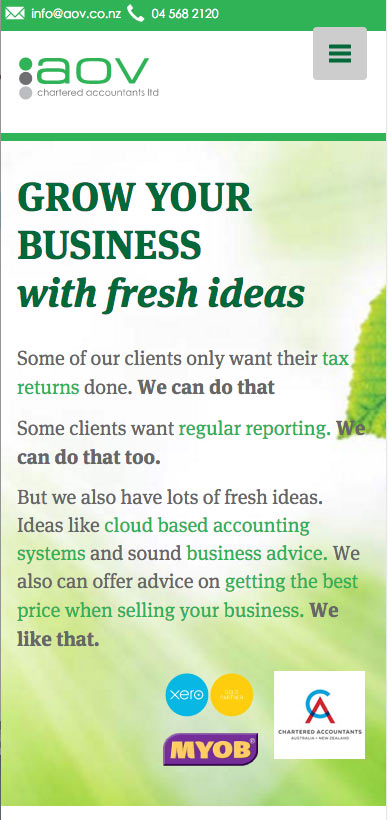 info@aov.co.nz 04 568 2120
aov
chartered accountants ltd
GROW YOUR
BUSINESS
with fresh ideas
Some of our clients only want their tax
returns done. We can do that
Some clients want regular reporting. We
can do that too.
But we also have lots of fresh ideas.
Ideas like cloud based accounting
systems and sound business advice. We
also can offer advice on getting the best
price when selling your business. We
like that.
xero
GOLD
PARTNER
MYOB®
CA
CHARTERED ACCOUNTANTS
AUSTRALIA + NEW ZEALAND